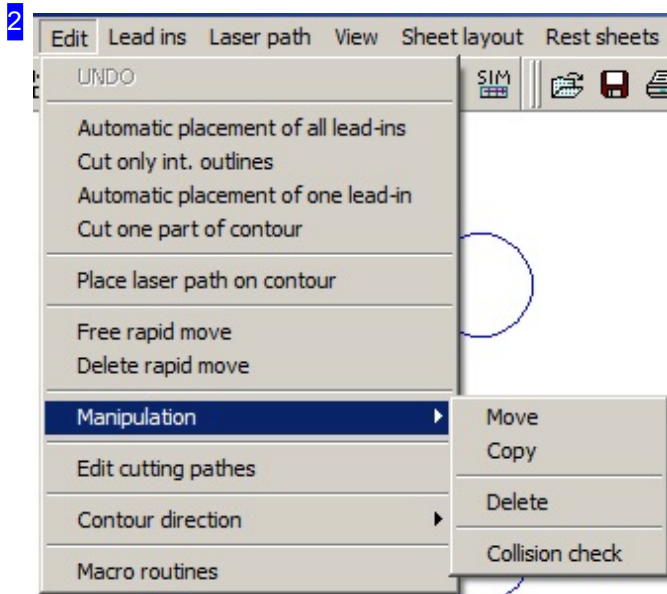 2
Edit Lead ins Laser path View Sheet layout Rest sheets
UNDO
SIM
Automatic placement of all lead-ins
Cut only int. outlines
Automatic placement of one lead-in
Cut one part of contour
Place laser path on contour
Free rapid move
Delete rapid move
Manipulation
Move
Copy
Edit cutting pathes
Delete
Contour direction
Collision check
Macro routines